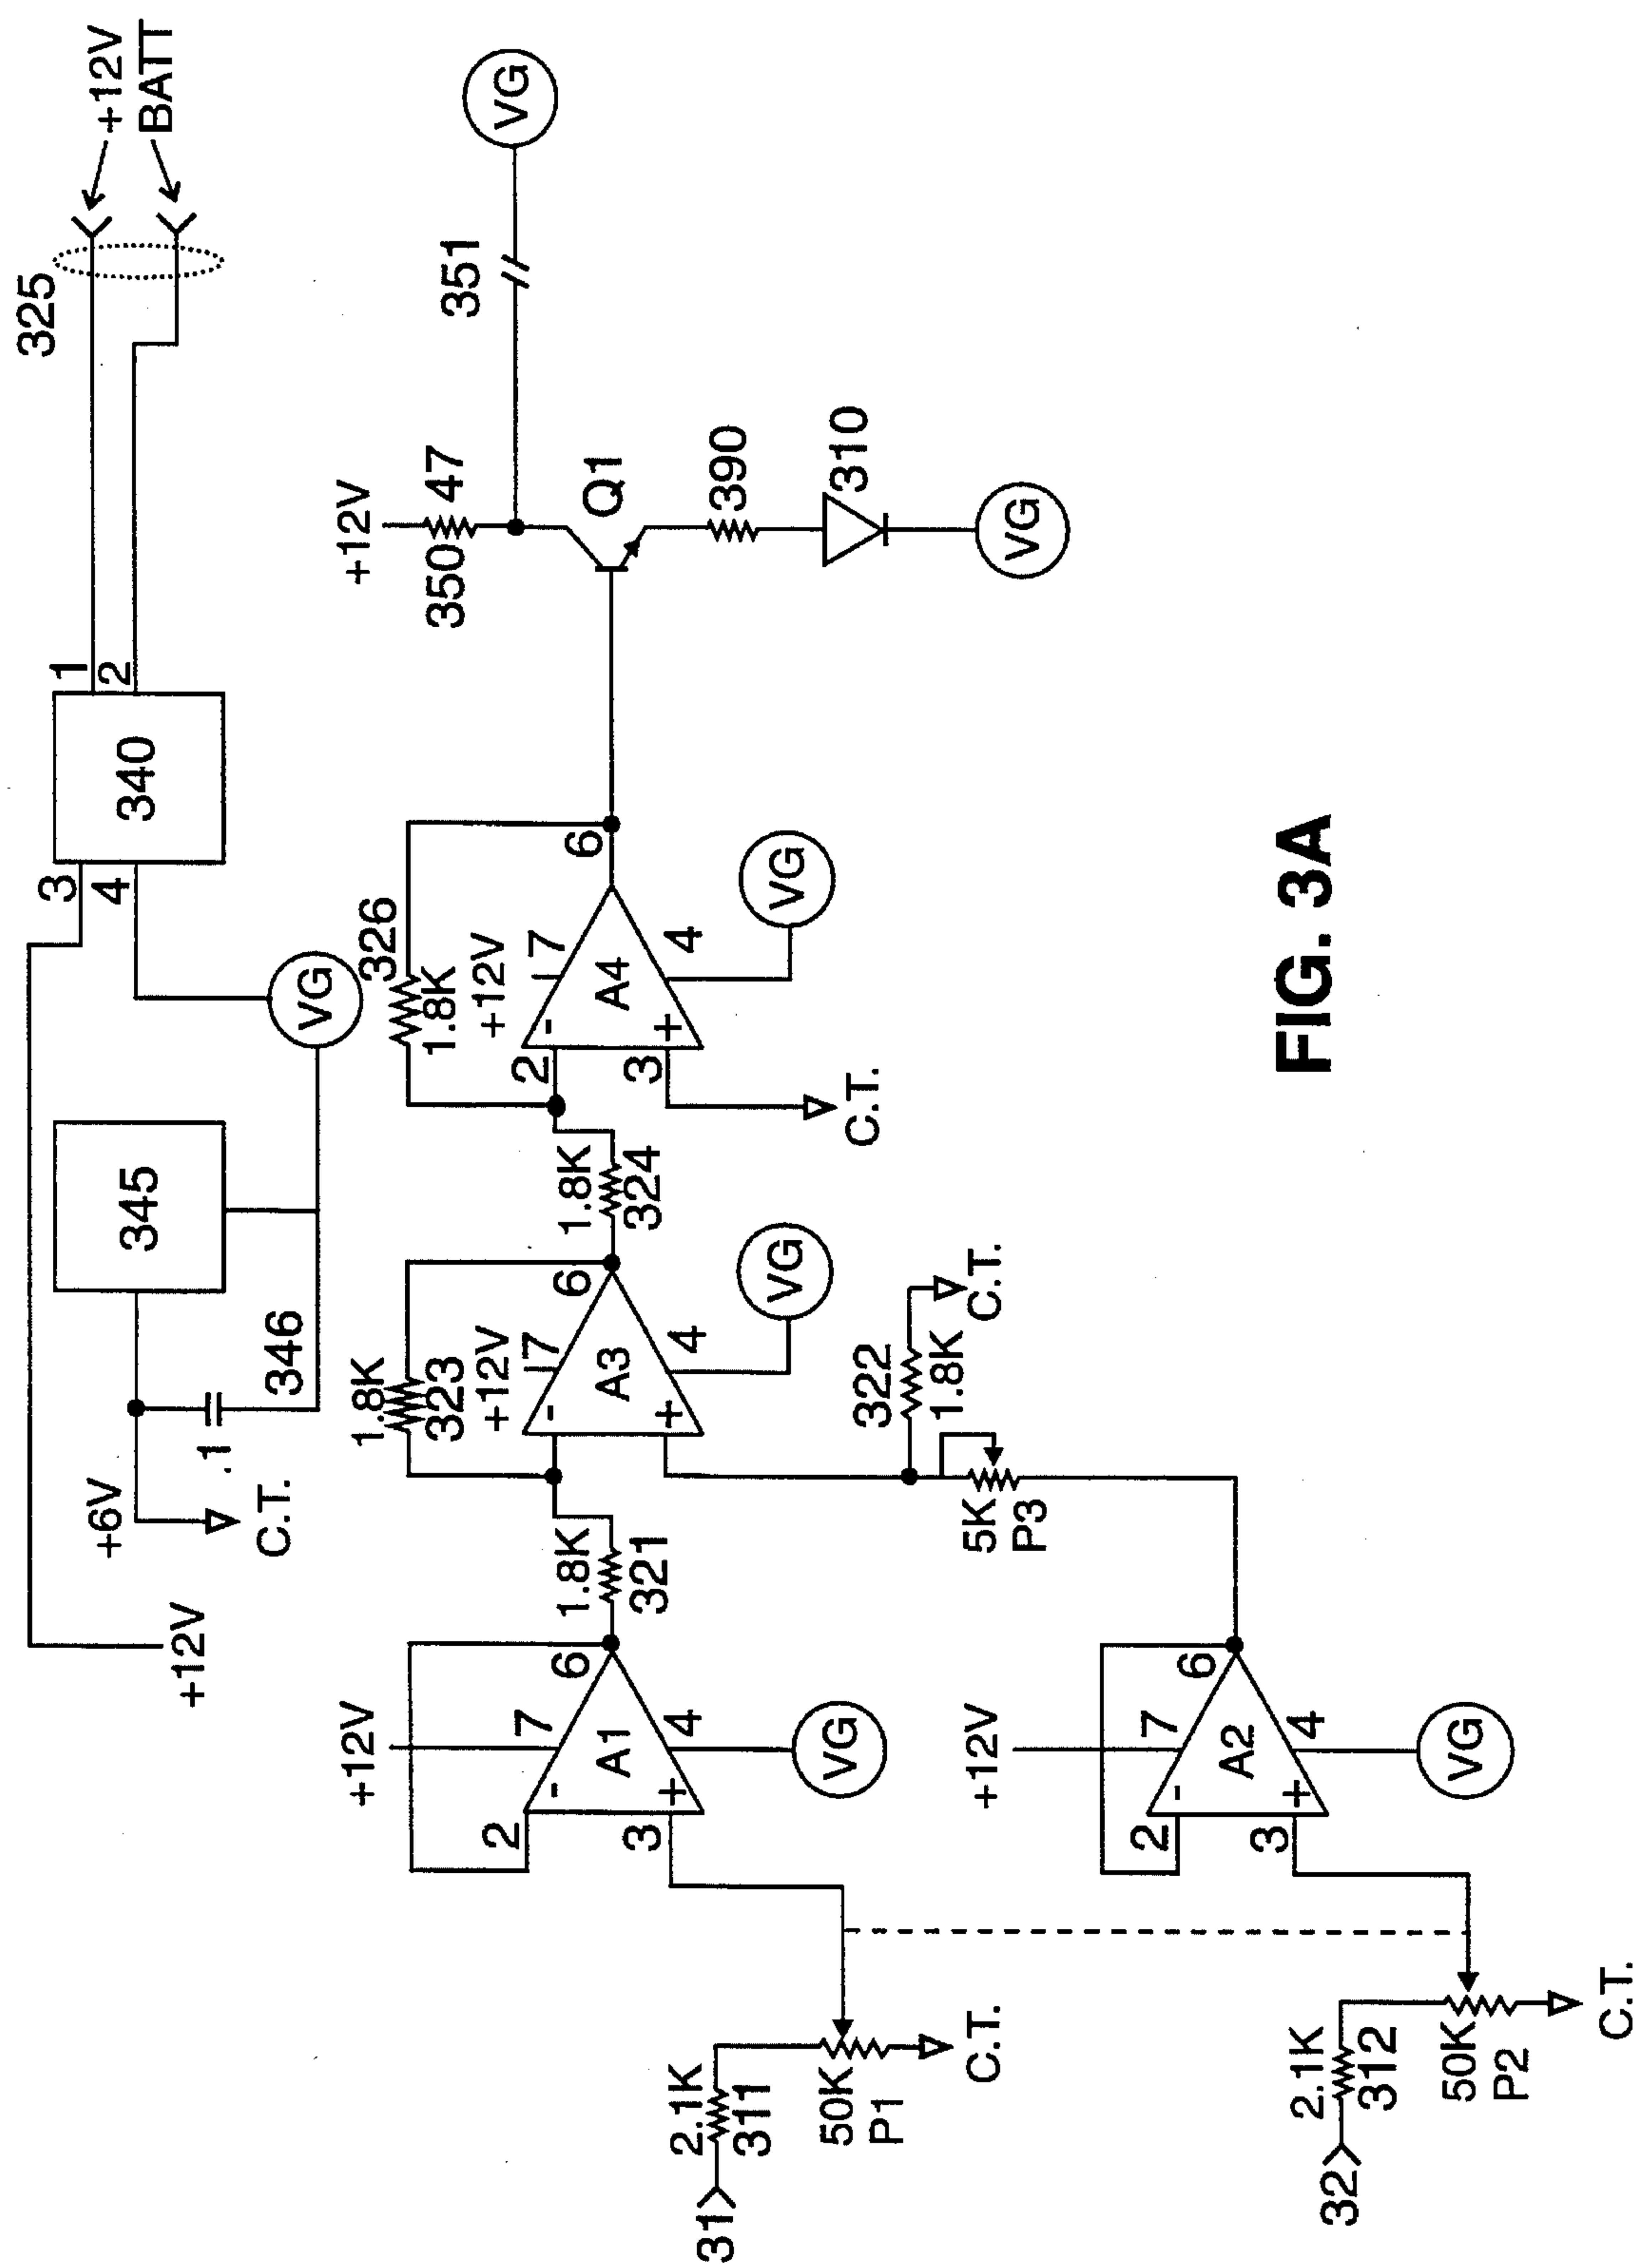 325
+12V
BATT
1
2
340
3
4
VG
345
346
.1
+6V
C.T.
+12V
+12V
350 47
351
VG
Q1
390
310
VG
326
1.8K
+12V
7
6
2
-
A4
3
+
4
VG
C.T.
1.8K
324
1.8K
323
+12V
7
6
-
A3
+
4
VG
322
1.8K
C.T.
5K
P3
1.8K
321
+12V
7
6
2
-
A1
3
+
4
VG
+12V
7
6
2
-
A2
3
+
4
VG
31
2.1K
311
50K
P1
C.T.
32
2.1K
312
50K
P2
C.T.
FIG. 3A